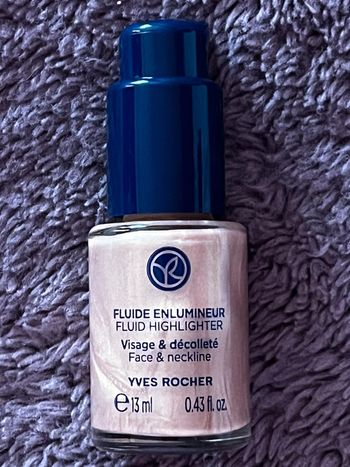 FLUIDE ENLUMINEUR
FLUID HIGHLIGHTER
Visage & décolleté
Face & neckline
YVES ROCHER
℮13 ml 0.43 fl. oz.